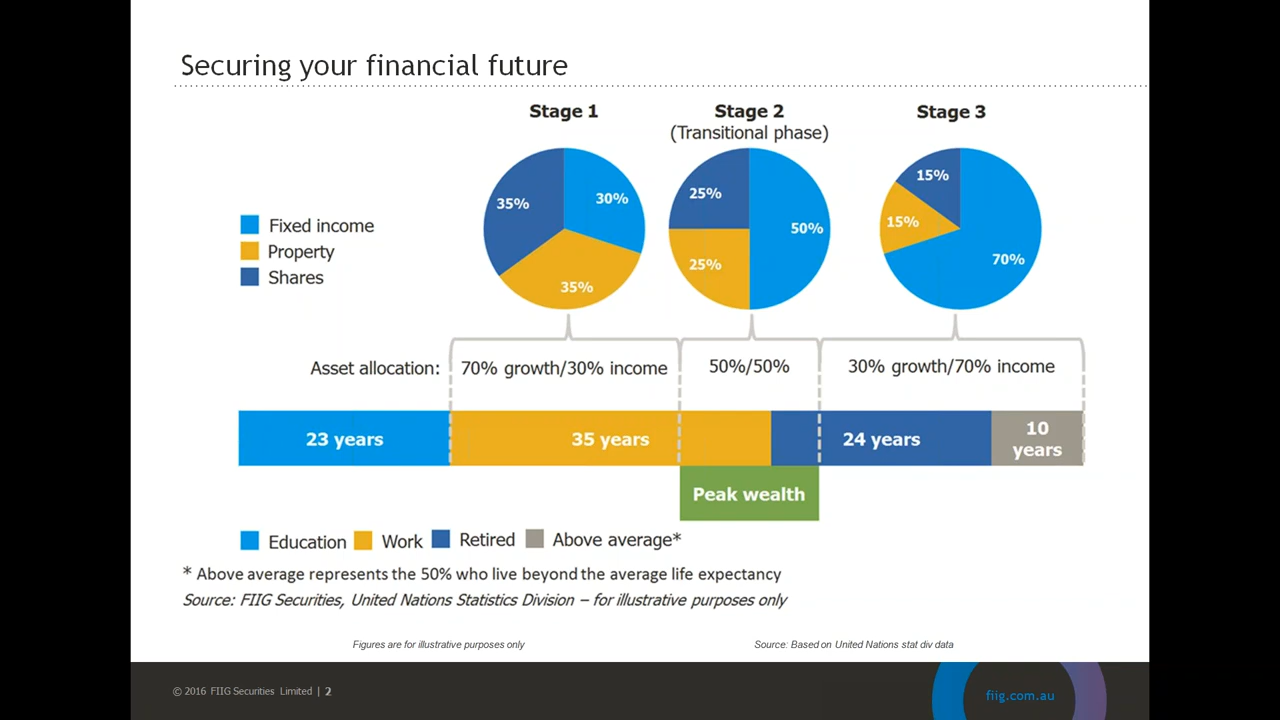 Securing your financial future
Stage 1
Stage 2
(Transitional phase)
Stage 3
35%
30%
35%
25%
50%
25%
15%
15%
70%
Fixed income
Property
Shares
Asset allocation:
70% growth/30% income
50%/50%
30% growth/70% income
23 years
35 years
24 years
10
years
Peak wealth
Education
Work
Retired
Above average*
* Above average represents the 50% who live beyond the average life expectancy
Source: FIIG Securities, United Nations Statistics Division – for illustrative purposes only
Figures are for illustrative purposes only
Source: Based on United Nations stat div data
© 2016 FIIG Securities Limited | 2
fiig.com.au